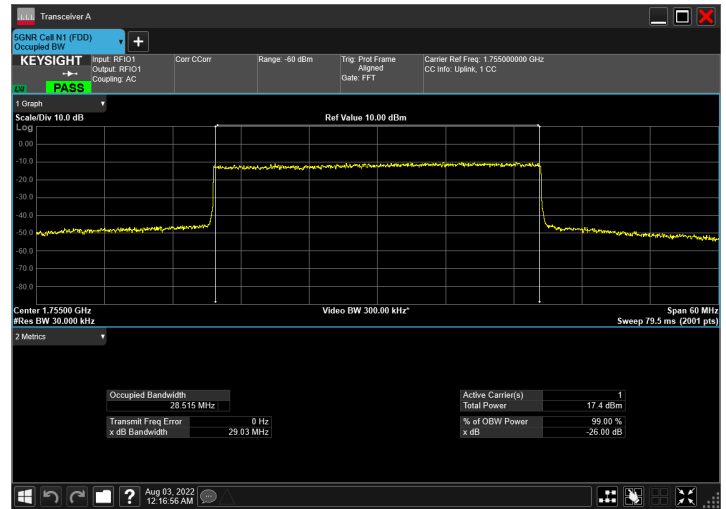 Transceiver A
5GNR Cell N1 (FDD)
Occupied BW
KEYSIGHT
PASS
LXI
Input: RFIO1
Output: RFIO1
Coupling: AC
Corr CCorr
Range: -60 dBm
Trig: Prot Frame
Aligned
Gate: FFT
Carrier Ref Freq: 1.755000000 GHz
CC Info: Uplink, 1 CC
1 Graph
Scale/Div 10.0 dB
Ref Value 10.00 dBm
Log
0.00
-10.0
-20.0
-30.0
-40.0
-50.0
-60.0
-70.0
-80.0
Center 1.75500 GHz
Video BW 300.00 kHz*
Span 60 MHz
#Res BW 30.000 kHz
Sweep 79.5 ms (2001 pts)
2 Metrics
Occupied Bandwidth
28.515 MHz
Transmit Freq Error 0 Hz
x dB Bandwidth 29.03 MHz
Active Carrier(s) 1
Total Power 17.4 dBm
% of OBW Power 99.00 %
x dB -26.00 dB
?
Aug 03, 2022
12:16:56 AM